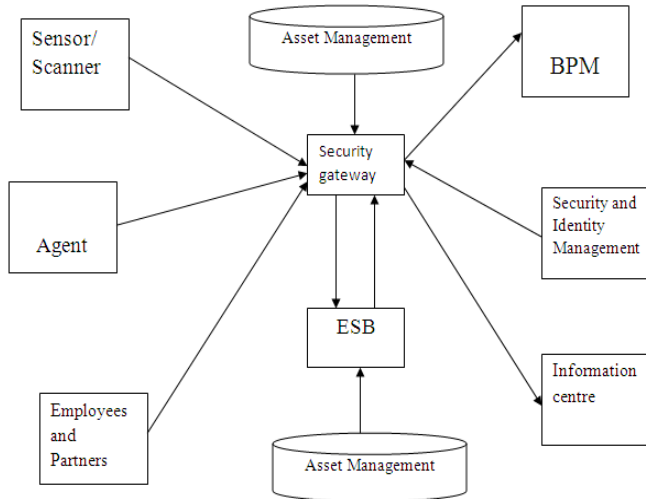 Sensor/
Scanner
Asset Management
BPM
Security
gateway
Agent
Security and
Identity
Management
ESB
Employees
and
Partners
Information
centre
Asset Management